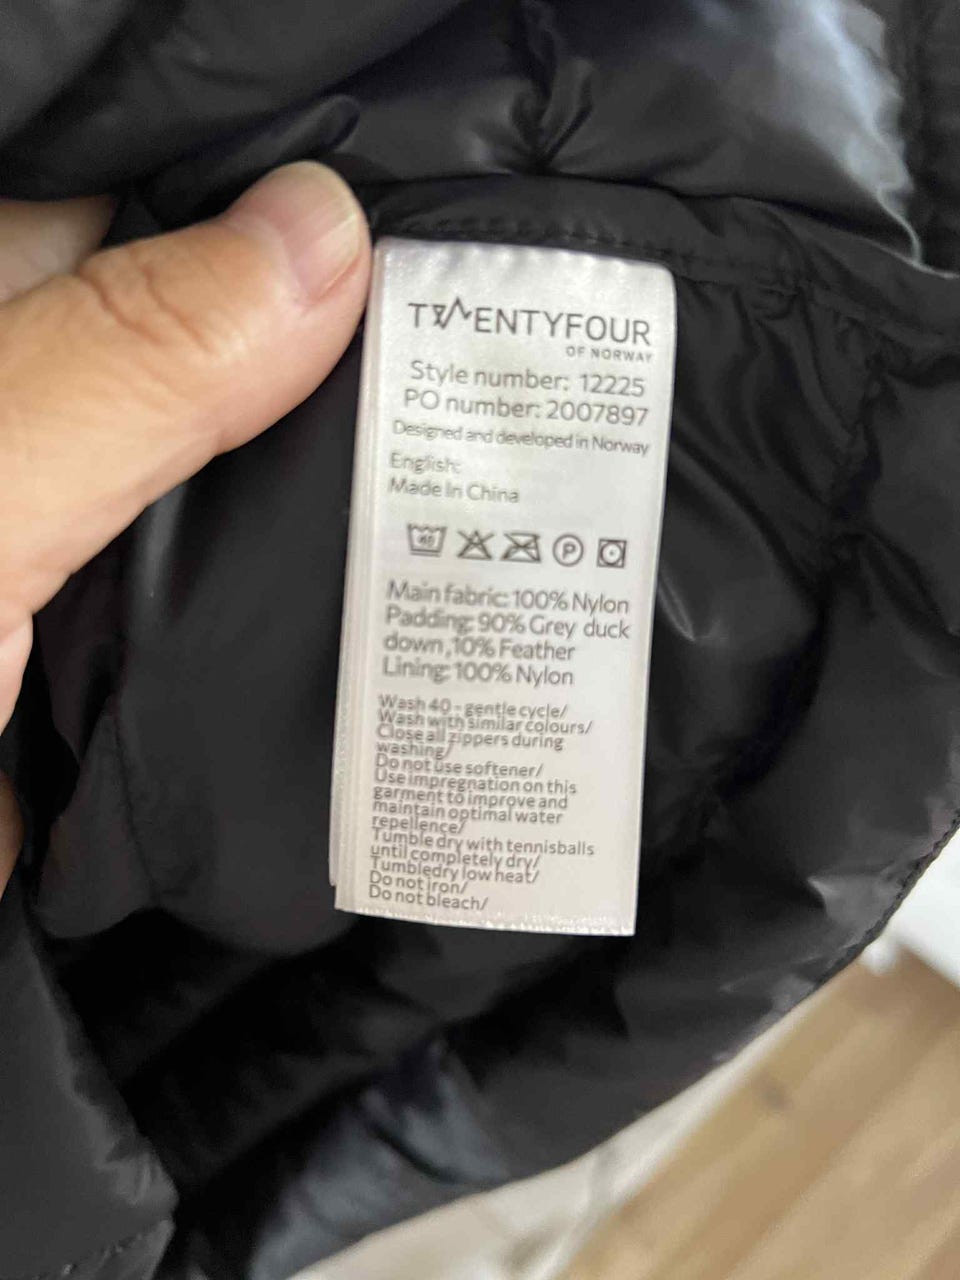 TWENTYFOUR
OF NORWAY
Style number: 12225
PO number: 2007897
Designed and developed in Norway
English:
Made In China
40
P
Main fabric: 100% Nylon
Padding: 90% Grey duck
down ,10% Feather
Lining: 100% Nylon
Wash 40 - gentle cycle/
Wash with similar colours/
Close all zippers during
washing/
Do not use softener/
Use impregnation on this
garment to improve and
maintain optimal water
repellence/
Tumble dry with tennisballs
until completely dry/
Tumbledry low heat/
Do not iron/
Do not bleach/